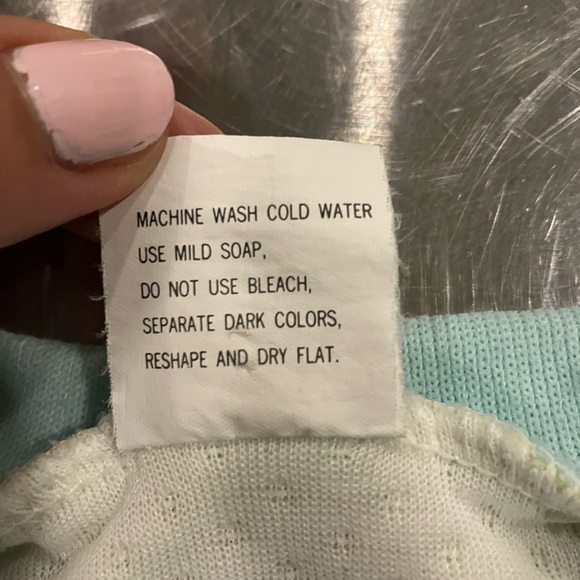 MACHINE WASH COLD WATER
USE MILD SOAP,
DO NOT USE BLEACH,
SEPARATE DARK COLORS,
RESHAPE AND DRY FLAT.